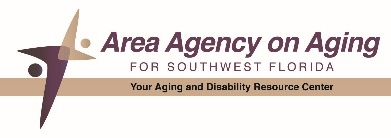 Area Agency on Aging
FOR SOUTHWEST FLORIDA
Your Aging and Disability Resource Center